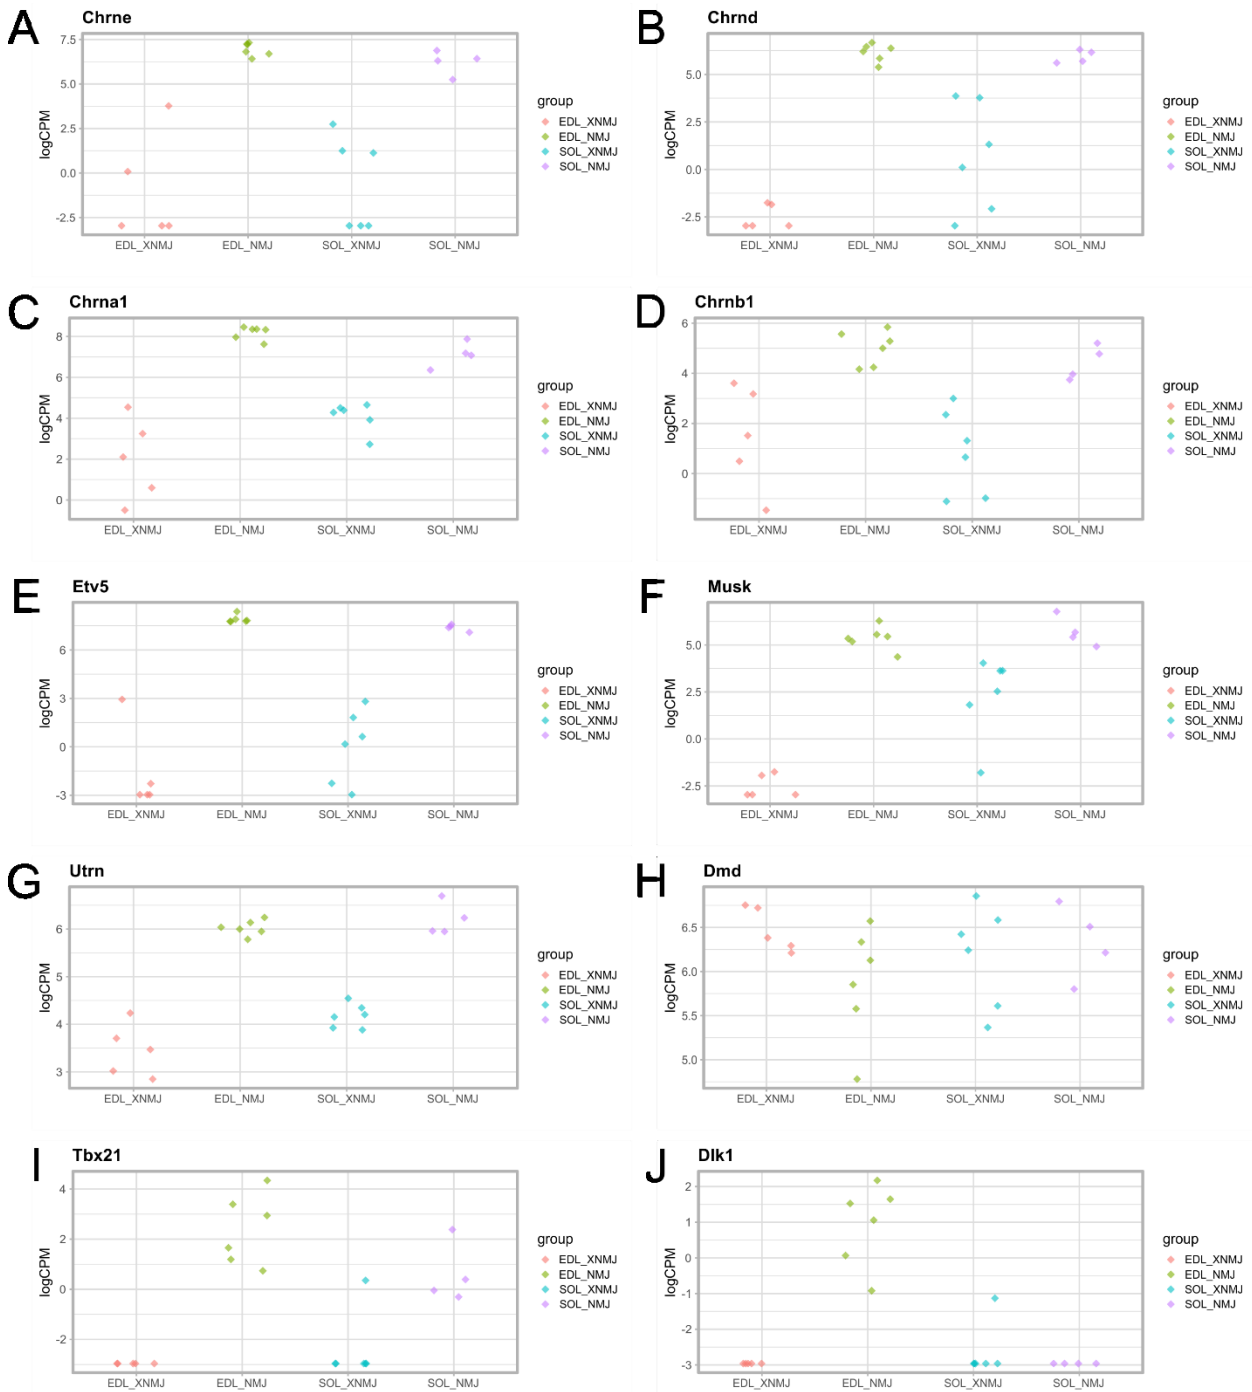 A
Chrne
7.5
5.0
2.5
0.0
-2.5
logCPM
EDL_XNMJ
EDL_NMJ
SOL_XNMJ
SOL_NMJ
group
EDL_XNMJ
EDL_NMJ
SOL_XNMJ
SOL_NMJ
B
Chrnd
5.0
2.5
0.0
-2.5
logCPM
EDL_XNMJ
EDL_NMJ
SOL_XNMJ
SOL_NMJ
group
EDL_XNMJ
EDL_NMJ
SOL_XNMJ
SOL_NMJ
C
Chrna1
8
6
4
2
0
logCPM
EDL_XNMJ
EDL_NMJ
SOL_XNMJ
SOL_NMJ
group
EDL_XNMJ
EDL_NMJ
SOL_XNMJ
SOL_NMJ
D
Chrnb1
6
4
2
0
logCPM
EDL_XNMJ
EDL_NMJ
SOL_XNMJ
SOL_NMJ
group
EDL_XNMJ
EDL_NMJ
SOL_XNMJ
SOL_NMJ
E
Etv5
6
3
0
-3
logCPM
EDL_XNMJ
EDL_NMJ
SOL_XNMJ
SOL_NMJ
group
EDL_XNMJ
EDL_NMJ
SOL_XNMJ
SOL_NMJ
F
Musk
5.0
2.5
0.0
-2.5
logCPM
EDL_XNMJ
EDL_NMJ
SOL_XNMJ
SOL_NMJ
group
EDL_XNMJ
EDL_NMJ
SOL_XNMJ
SOL_NMJ
G
Utrn
6
5
4
3
logCPM
EDL_XNMJ
EDL_NMJ
SOL_XNMJ
SOL_NMJ
group
EDL_XNMJ
EDL_NMJ
SOL_XNMJ
SOL_NMJ
H
Dmd
6.5
6.0
5.5
5.0
logCPM
EDL_XNMJ
EDL_NMJ
SOL_XNMJ
SOL_NMJ
group
EDL_XNMJ
EDL_NMJ
SOL_XNMJ
SOL_NMJ
I
Tbx21
4
2
0
-2
logCPM
EDL_XNMJ
EDL_NMJ
SOL_XNMJ
SOL_NMJ
group
EDL_XNMJ
EDL_NMJ
SOL_XNMJ
SOL_NMJ
J
Dlk1
2
1
0
-1
-2
-3
logCPM
EDL_XNMJ
EDL_NMJ
SOL_XNMJ
SOL_NMJ
group
EDL_XNMJ
EDL_NMJ
SOL_XNMJ
SOL_NMJ